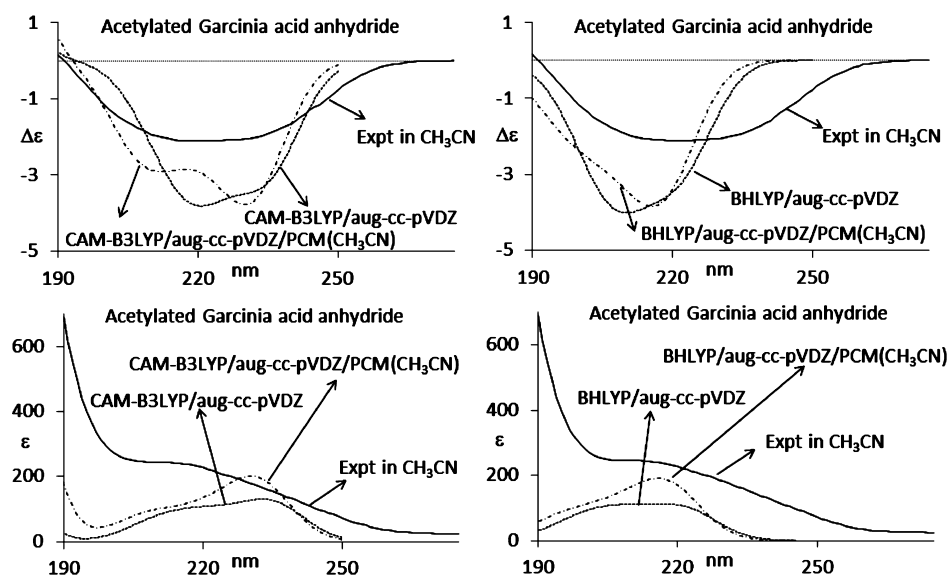 Acetylated Garcinia acid anhydride
1
-1
Δε
-3
-5
190
220
nm
250
Expt in CH₃CN
CAM-B3LYP/aug-cc-pVDZ
CAM-B3LYP/aug-cc-pVDZ/PCM(CH₃CN)
Acetylated Garcinia acid anhydride
1
-1
Δε
-3
-5
190
220
nm
250
Expt in CH₃CN
BHLYP/aug-cc-pVDZ
BHLYP/aug-cc-pVDZ/PCM(CH₃CN)
Acetylated Garcinia acid anhydride
600
400
ε
200
0
190
220
nm
250
CAM-B3LYP/aug-cc-pVDZ/PCM(CH₃CN)
CAM-B3LYP/aug-cc-pVDZ
Expt in CH₃CN
Acetylated Garcinia acid anhydride
600
400
ε
200
0
190
220
nm
250
BHLYP/aug-cc-pVDZ/PCM(CH₃CN)
BHLYP/aug-cc-pVDZ
Expt in CH₃CN